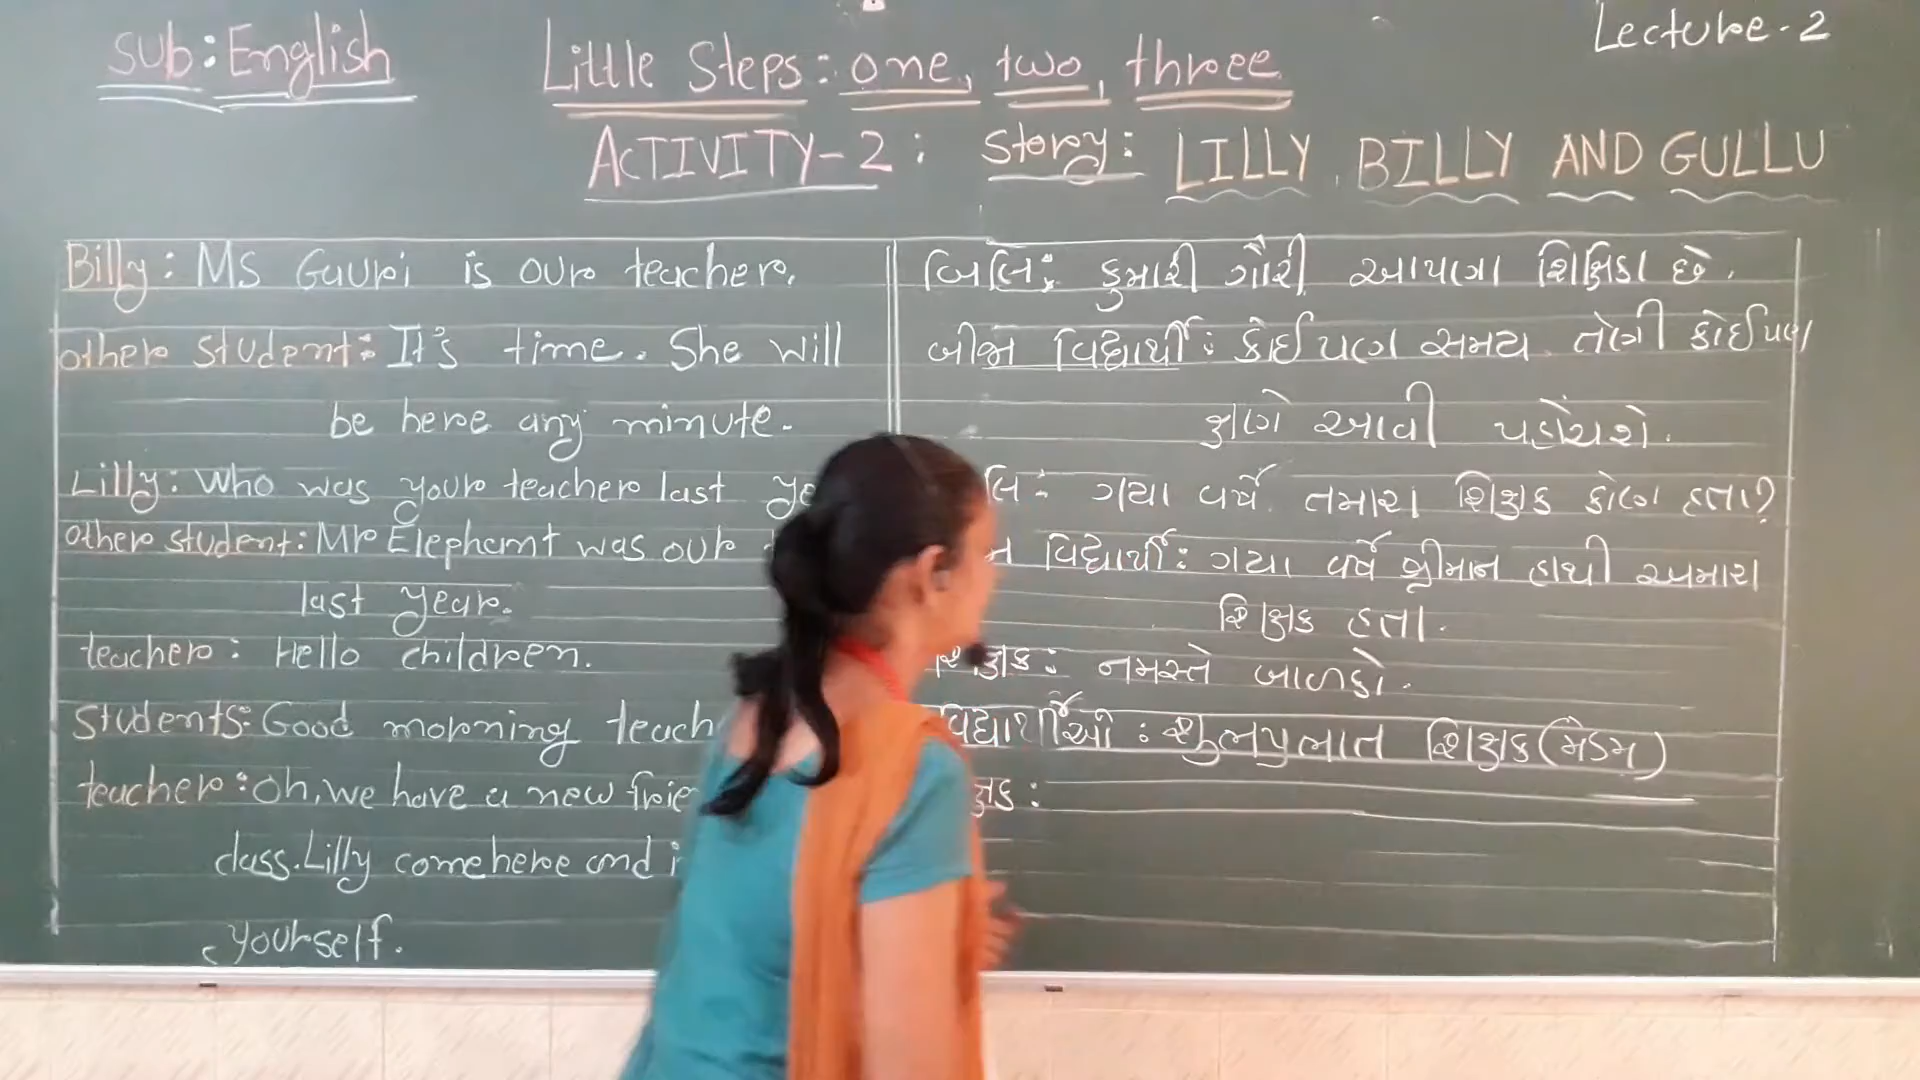 Sub: English
Little Steps: one, two, three
Lecture-2
ACTIVITY-2: Story: LILLY, BILLY AND GULLU
Billy: Ms Gauri is our teacher.
other student: It's time. She will
be here any minute.
Lilly: Who was your teacher last
other student: Mr Elephant was our
last year.
teacher: Hello children.
Students: Good morning
teacher: Oh, we have a new
class. Lilly come here and
yourself.
બિલિ: કુમારી ગૌરી આપણા શિક્ષિકા છે.
બીજા વિદ્યાર્થી: કોઈપણ સમય તેણી કોઈપણ
ક્ષણે આવી પહોંચશે.
ગયા વર્ષે તમારા શિક્ષક કોણ હતા?
વિદ્યાર્થી: ગયા વર્ષે શ્રીમાન હાથી અમારા
શિક્ષક હતા.
શિક્ષક: નમસ્તે બાળકો.
વિદ્યાર્થીઓ: શુભપ્રભાત શિક્ષક (મેડમ)